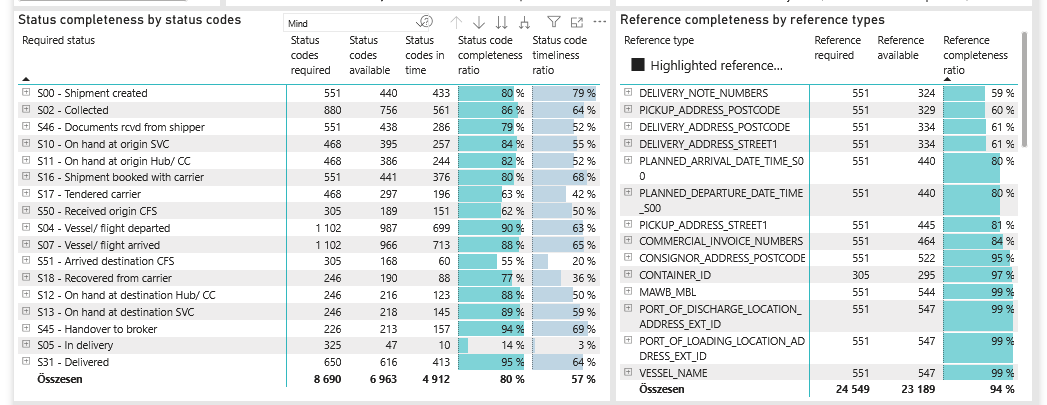 Status completeness by status codes
Mind
Required status Status codes required Status codes available Status codes in time Status code completeness ratio Status code timeliness ratio
S00 - Shipment created 551 440 433 80 % 79 %
S02 - Collected 880 756 561 86 % 64 %
S46 - Documents rcvd from shipper 551 438 286 79 % 52 %
S10 - On hand at origin SVC 468 395 257 84 % 55 %
S11 - On hand at origin Hub/ CC 468 386 244 82 % 52 %
S16 - Shipment booked with carrier 551 441 376 80 % 68 %
S17 - Tendered carrier 468 297 196 63 % 42 %
S50 - Received origin CFS 305 189 151 62 % 50 %
S04 - Vessel/ flight departed 1 102 987 699 90 % 63 %
S07 - Vessel/ flight arrived 1 102 966 713 88 % 65 %
S51 - Arrived destination CFS 305 168 60 55 % 20 %
S18 - Recovered from carrier 246 190 88 77 % 36 %
S12 - On hand at destination Hub/ CC 246 216 123 88 % 50 %
S13 - On hand at destination SVC 246 218 145 89 % 59 %
S45 - Handover to broker 226 213 157 94 % 69 %
S05 - In delivery 325 47 10 14 % 3 %
S31 - Delivered 650 616 413 95 % 64 %
Összesen 8 690 6 963 4 912 80 % 57 %
Reference completeness by reference types
Reference type Reference required Reference available Reference completeness ratio
Highlighted reference...
DELIVERY_NOTE_NUMBERS 551 324 59 %
PICKUP_ADDRESS_POSTCODE 551 329 60 %
DELIVERY_ADDRESS_POSTCODE 551 334 61 %
DELIVERY_ADDRESS_STREET1 551 334 61 %
PLANNED_ARRIVAL_DATE_TIME_S0 551 440 80 %
0
PLANNED_DEPARTURE_DATE_TIME 551 440 80 %
_S00
PICKUP_ADDRESS_STREET1 551 445 81 %
COMMERCIAL_INVOICE_NUMBERS 551 464 84 %
CONSIGNOR_ADDRESS_POSTCODE 551 522 95 %
CONTAINER_ID 305 295 97 %
MAWB_MBL 551 544 99 %
PORT_OF_DISCHARGE_LOCATION_ 551 547 99 %
ADDRESS_EXT_ID
PORT_OF_LOADING_LOCATION_AD 551 547 99 %
DRESS_EXT_ID
VESSEL_NAME 551 547 99 %
Összesen 24 549 23 189 94 %